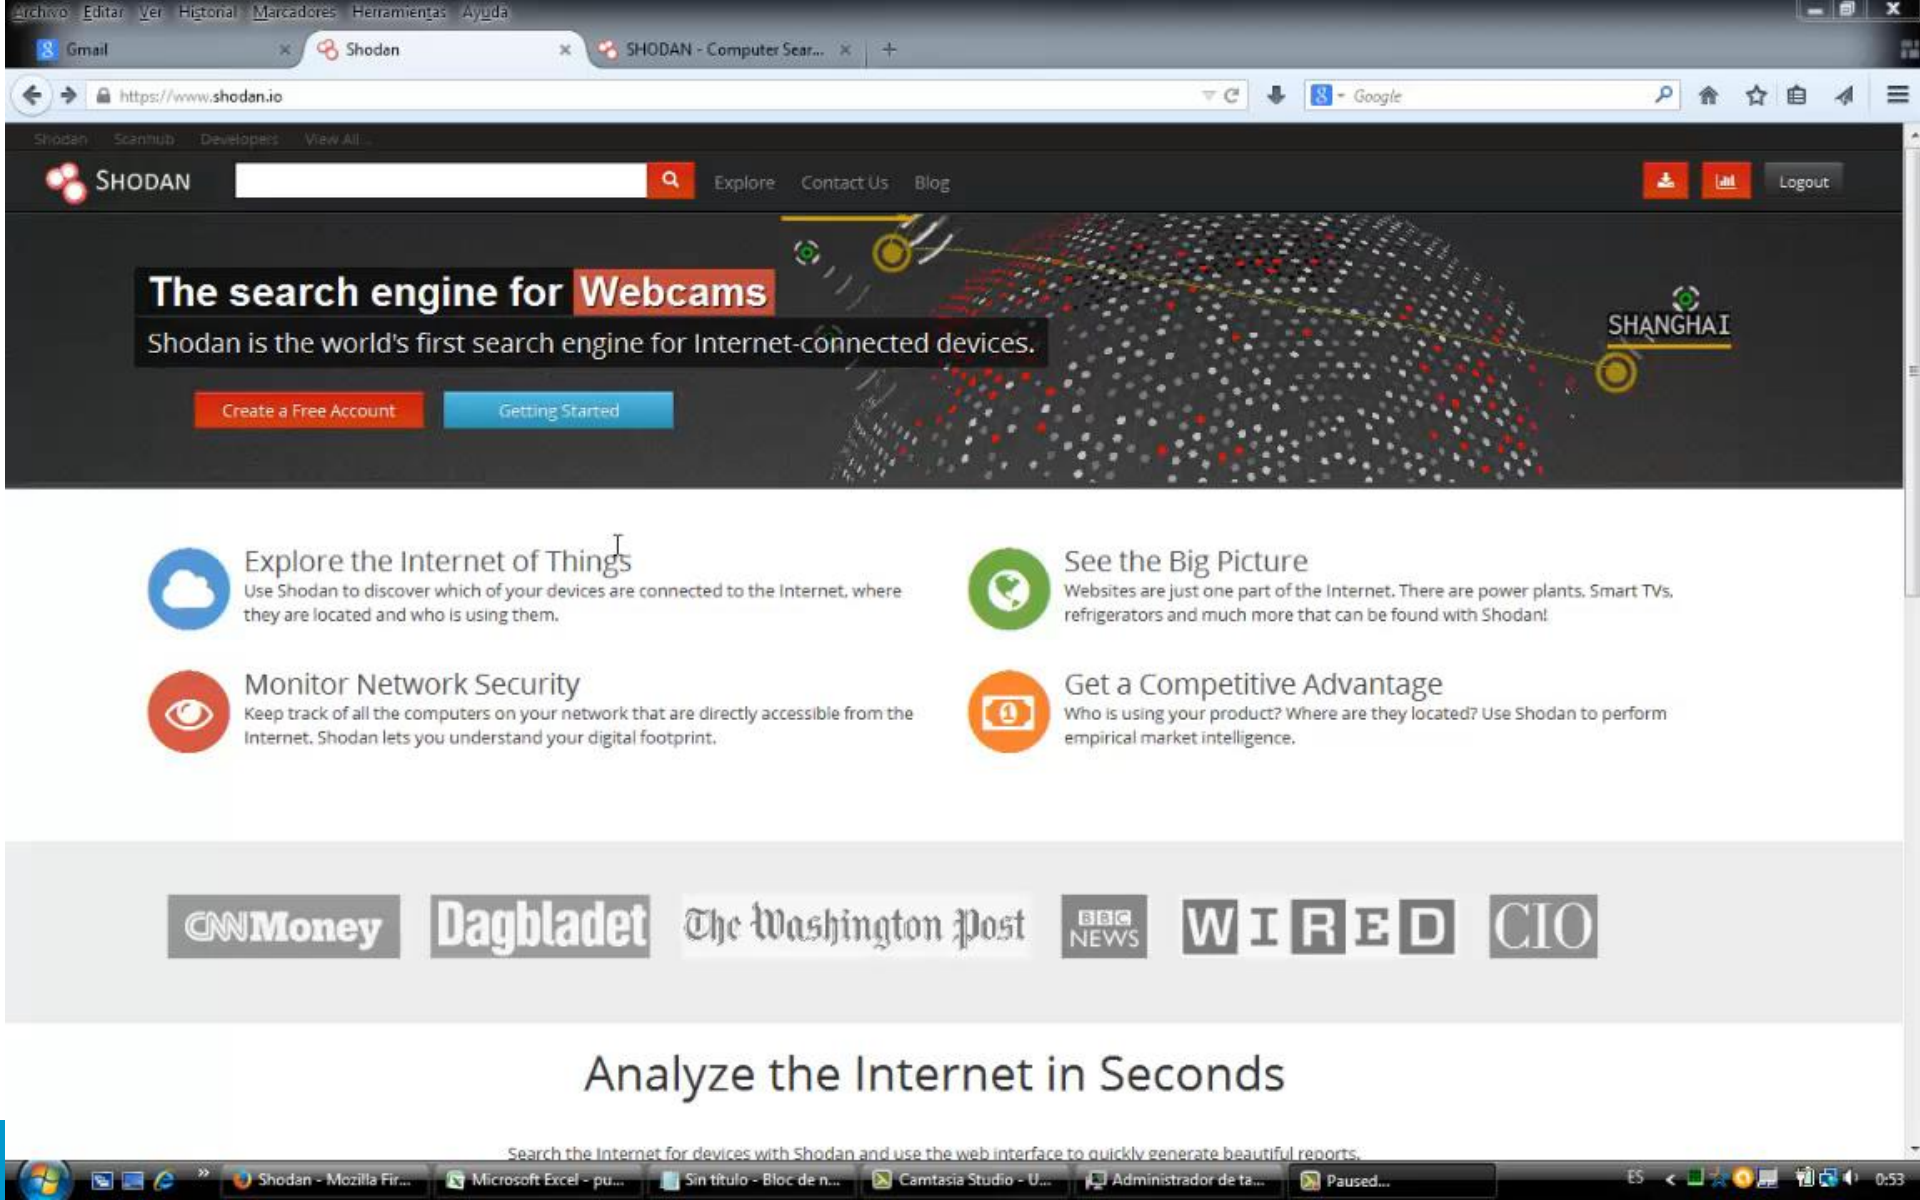 Archivo Editar Ver Historial Marcadores Herramientas Ayuda
Gmail Shodan SHODAN - Computer Sear...
https://www.shodan.io Google
Shodan Scanhub Developers View All...
SHODAN Explore Contact Us Blog Logout
The search engine for Webcams
Shodan is the world's first search engine for Internet-connected devices.
SHANGHAI
Create a Free Account Getting Started
Explore the Internet of Things
Use Shodan to discover which of your devices are connected to the Internet, where
they are located and who is using them.
See the Big Picture
Websites are just one part of the Internet. There are power plants, Smart TVs,
refrigerators and much more that can be found with Shodan!
Monitor Network Security
Keep track of all the computers on your network that are directly accessible from the
Internet. Shodan lets you understand your digital footprint.
Get a Competitive Advantage
Who is using your product? Where are they located? Use Shodan to perform
empirical market intelligence.
CNNMoney Dagbladet The Washington Post BBC NEWS WIRED CIO
Analyze the Internet in Seconds
Search the Internet for devices with Shodan and use the web interface to quickly generate beautiful reports.
Shodan - Mozilla Fir... Microsoft Excel - pu... Sin título - Bloc de n... Camtasia Studio - U... Administrador de ta... Paused... ES 0:53